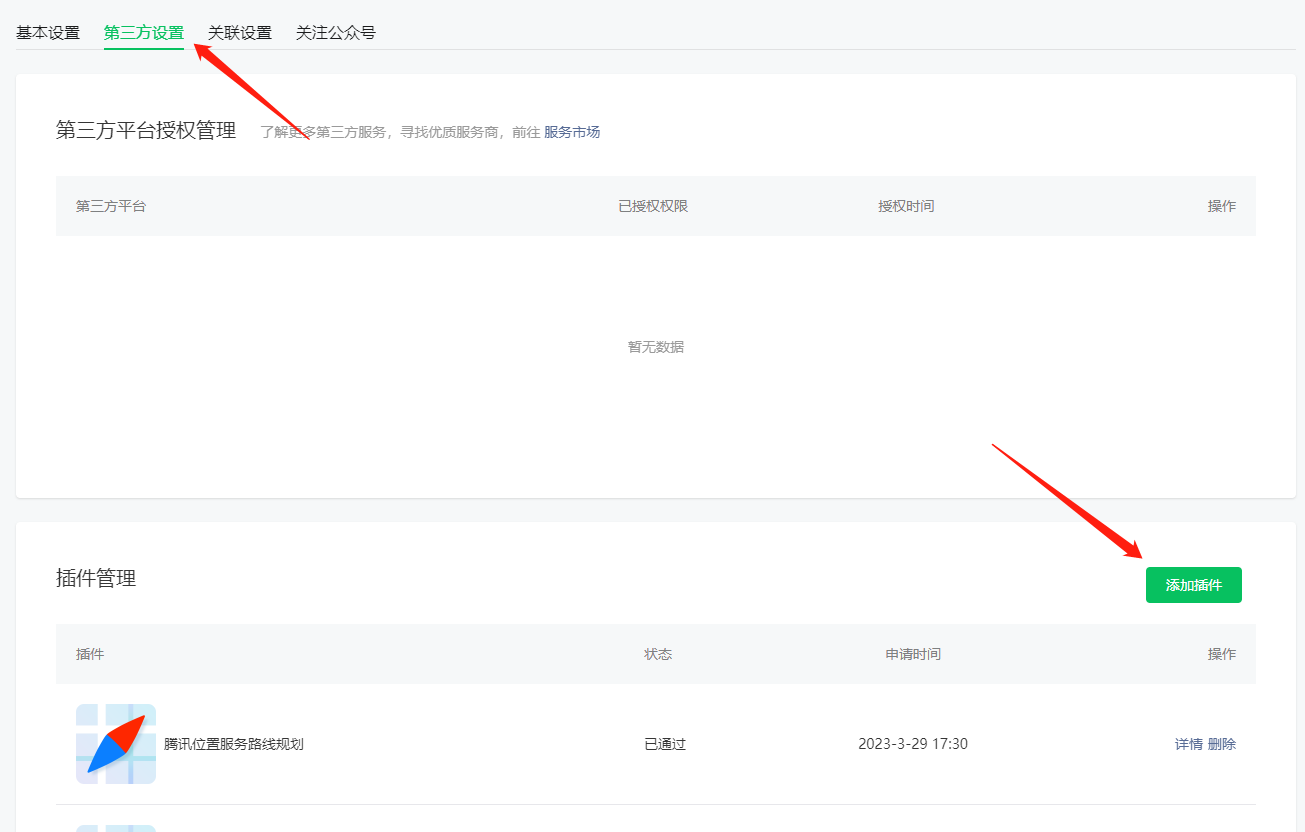 基本设置 第三方设置 关联设置 关注公众号
第三方平台授权管理 了解更多第三方服务，寻找优质服务商，前往 服务市场
第三方平台 已授权权限 授权时间 操作
暂无数据
插件管理 添加插件
插件 状态 申请时间 操作
腾讯位置服务路线规划 已通过 2023-3-29 17:30 详情 删除